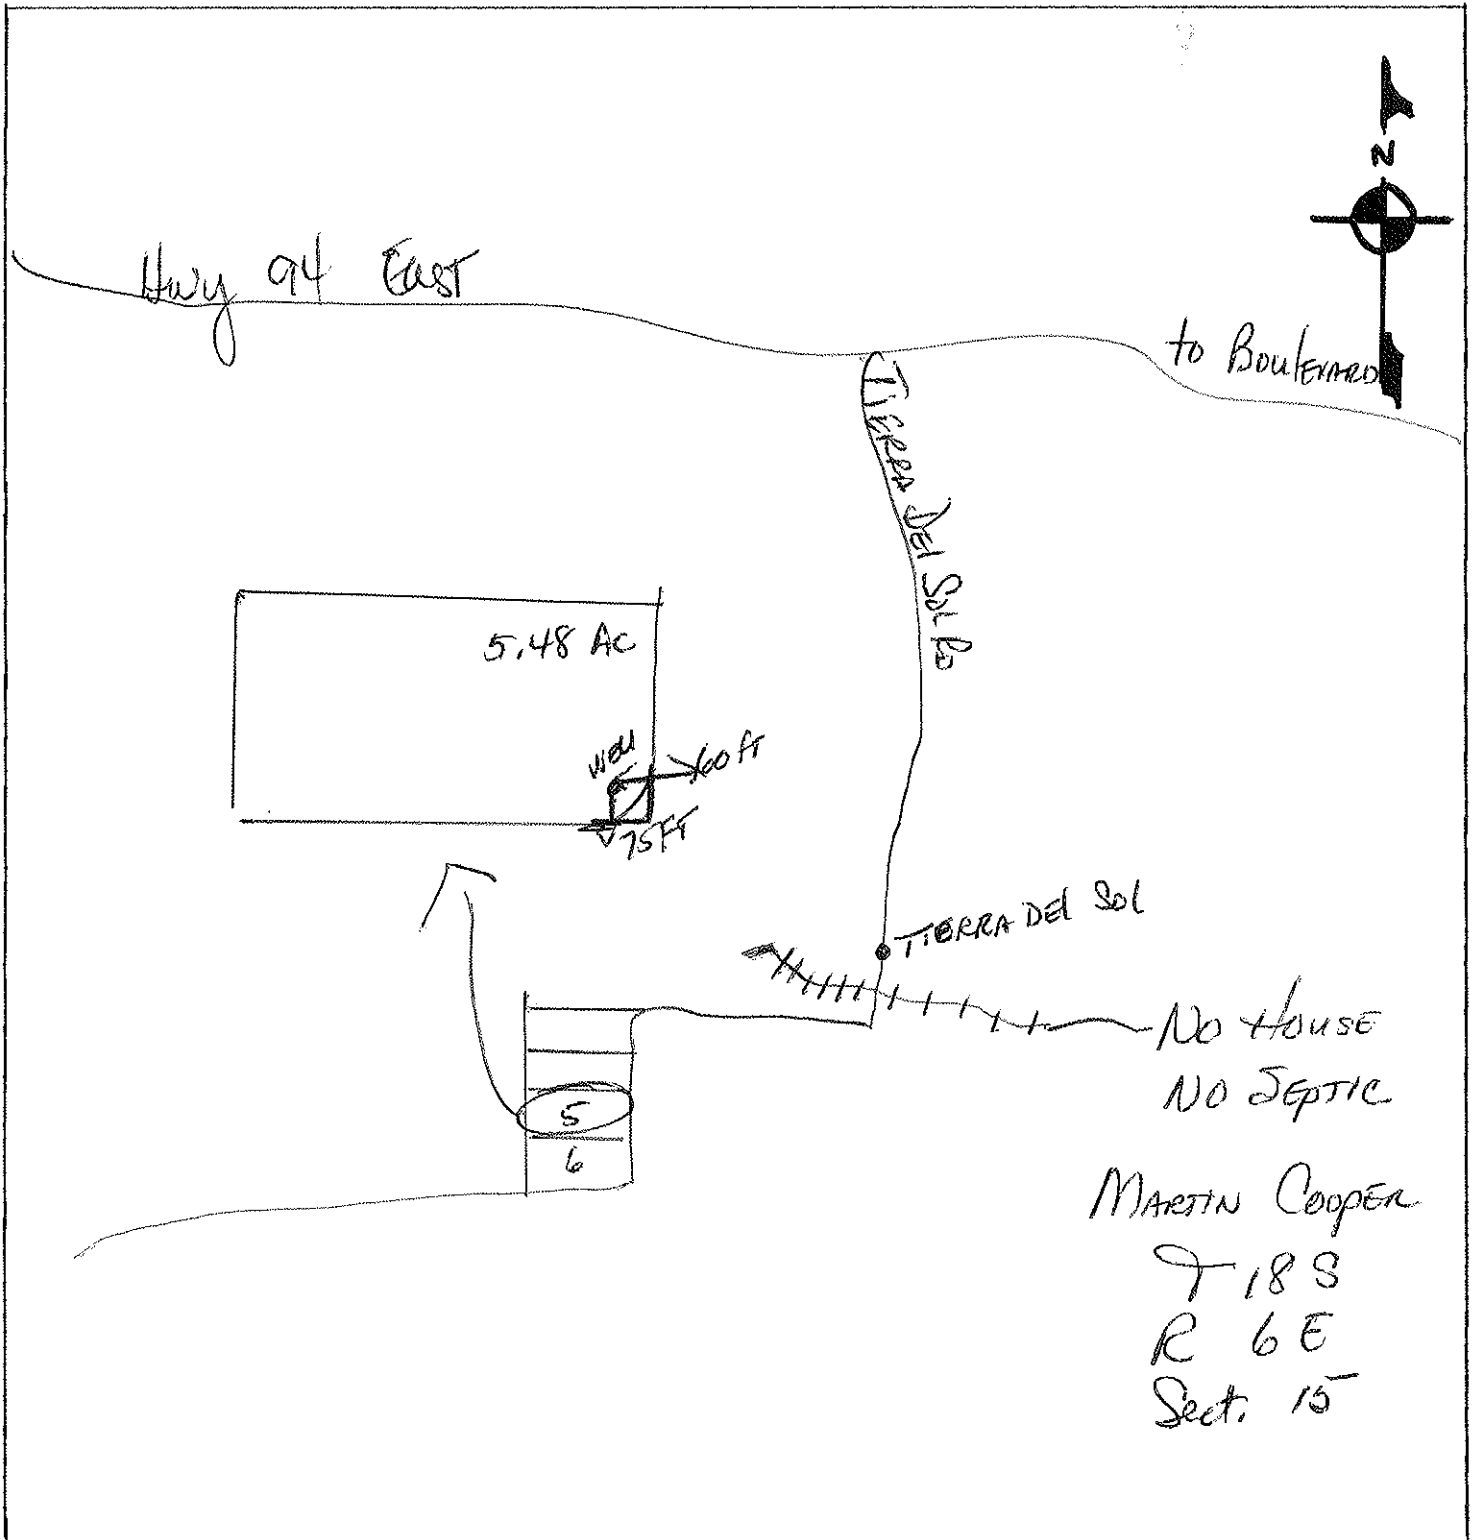 N
Hwy 94 East
to Boulevard
Tierra Del Sol Rd
5.48 Ac
Well
60 ft
75 FT
Tierra Del Sol
No House
No Septic
5
6
Martin Cooper
T 18 S
R 6 E
Sect. 15